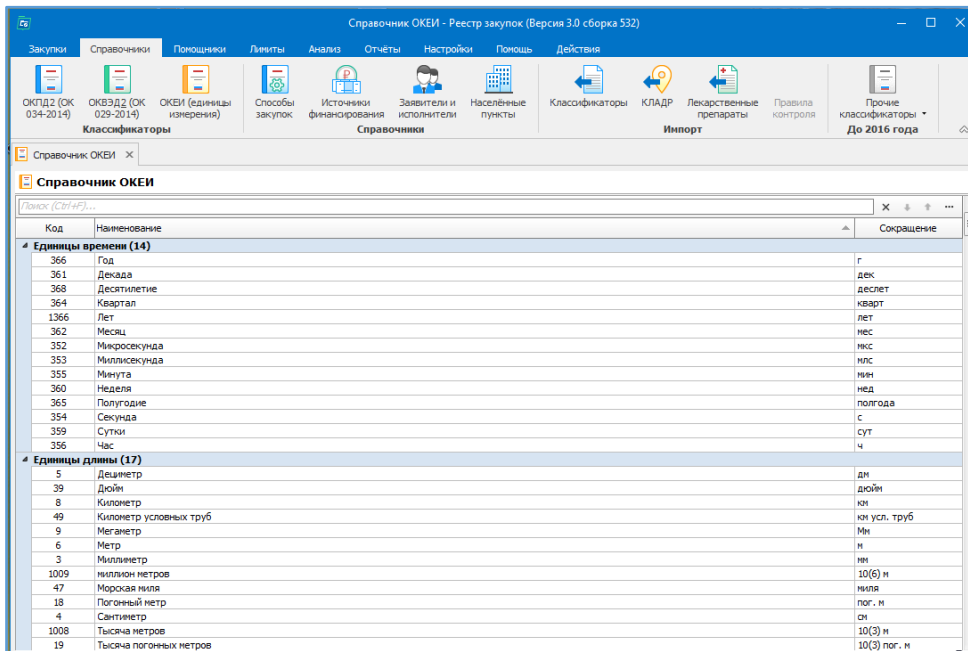 Справочник ОКЕИ - Реестр закупок (Версия 3.0 сборка 532)
Закупки Справочники Помощники Лимиты Анализ Отчёты Настройки Помощь Действия
ОКПД2 (ОК 034-2014) ОКВЭД2 (ОК 029-2014) ОКЕИ (единицы измерения) Способы закупок Источники финансирования Заявители и исполнители Населённые пункты Классификаторы КЛАДР Лекарственные препараты Правила контроля Прочие классификаторы
Классификаторы Справочники Импорт До 2016 года
Справочник ОКЕИ
Справочник ОКЕИ
Поиск (Ctrl+F)...
Код Наименование Сокращение
Единицы времени (14)
366 Год г
361 Декада дек
368 Десятилетие деслет
364 Квартал кварт
1366 Лет лет
362 Месяц мес
352 Микросекунда мкс
353 Миллисекунда млс
355 Минута мин
360 Неделя нед
365 Полугодие полгода
354 Секунда с
359 Сутки сут
356 Час ч
Единицы длины (17)
5 Дециметр дм
39 Дюйм дюйм
8 Километр км
49 Километр условных труб км усл. труб
9 Мегаметр Мм
6 Метр м
3 Миллиметр мм
1009 миллион метров 10(6) м
47 Морская миля миля
18 Погонный метр пог. м
4 Сантиметр см
1008 Тысяча метров 10(3) м
19 Тысяча погонных метров 10(3) пог. м